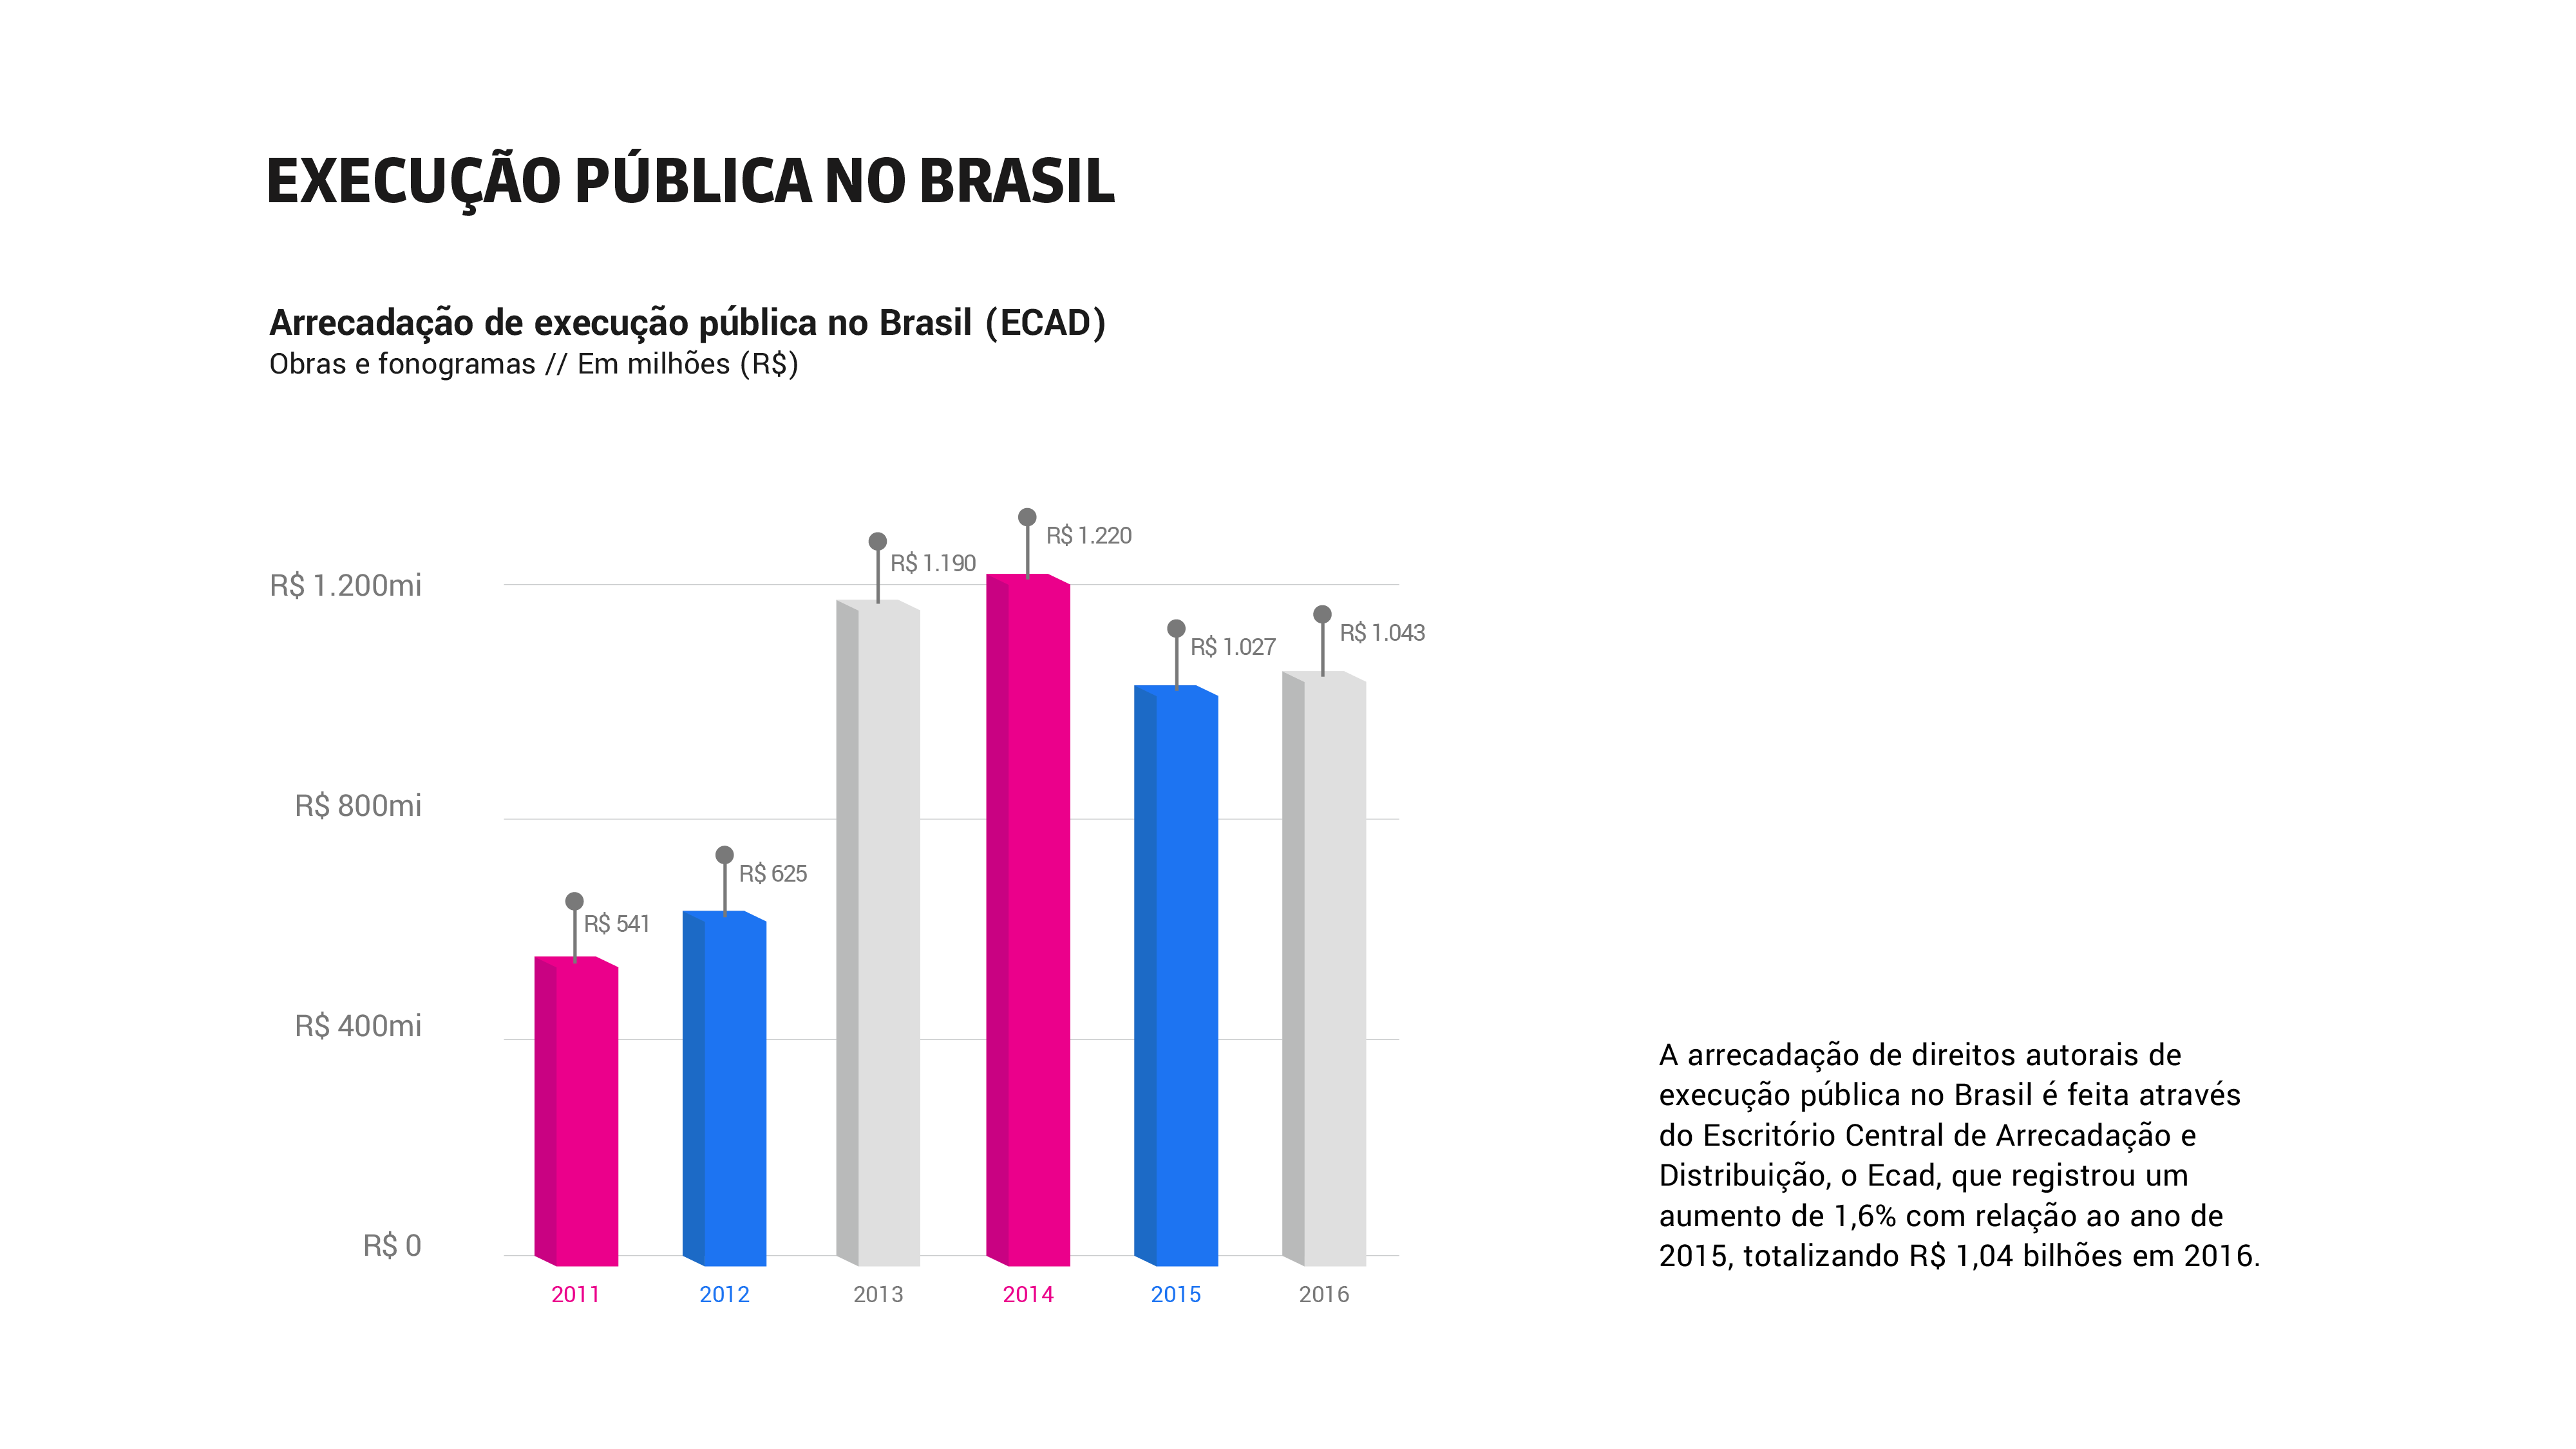 EXECUÇÃO PÚBLICA NO BRASIL
Arrecadação de execução pública no Brasil (ECAD)
Obras e fonogramas // Em milhões (R$)
R$ 1.200mi
R$ 800mi
R$ 400mi
R$ 0
R$ 541
R$ 625
R$ 1.190
R$ 1.220
R$ 1.027
R$ 1.043
2011
2012
2013
2014
2015
2016
A arrecadação de direitos autorais de
execução pública no Brasil é feita através
do Escritório Central de Arrecadação e
Distribuição, o Ecad, que registrou um
aumento de 1,6% com relação ao ano de
2015, totalizando R$ 1,04 bilhões em 2016.